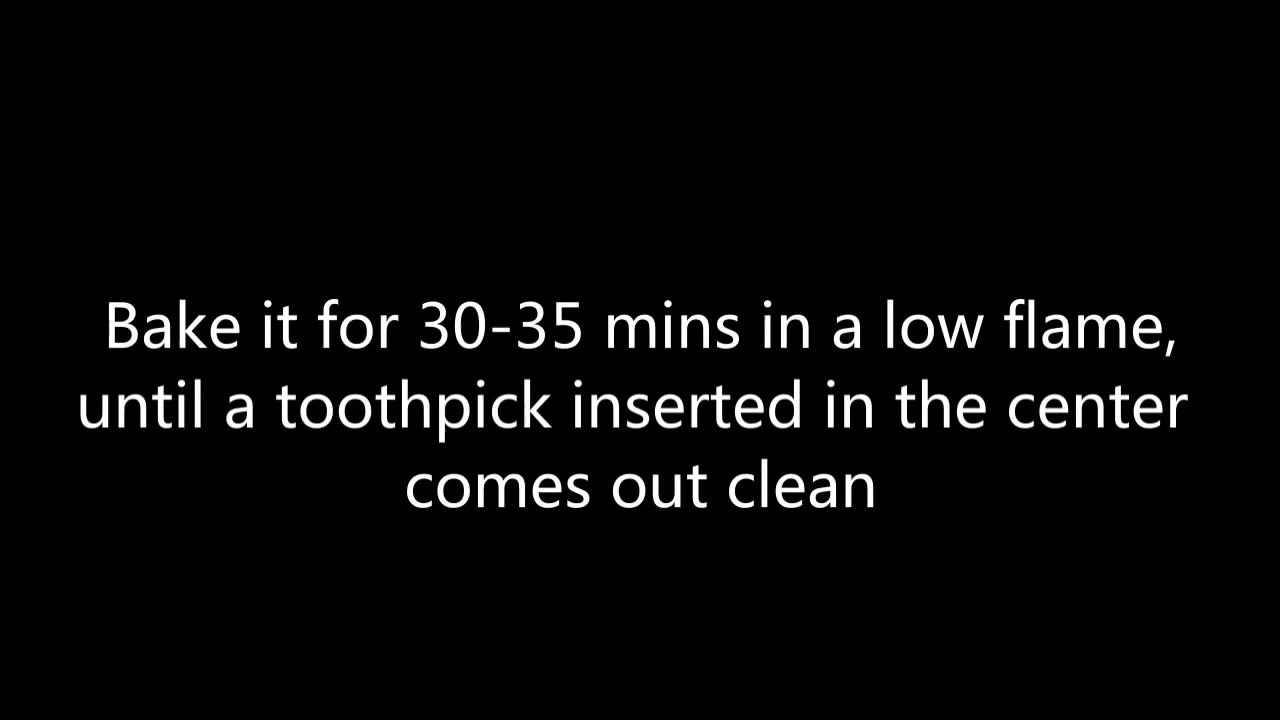 Bake it for 30-35 mins in a low flame,
until a toothpick inserted in the center
comes out clean